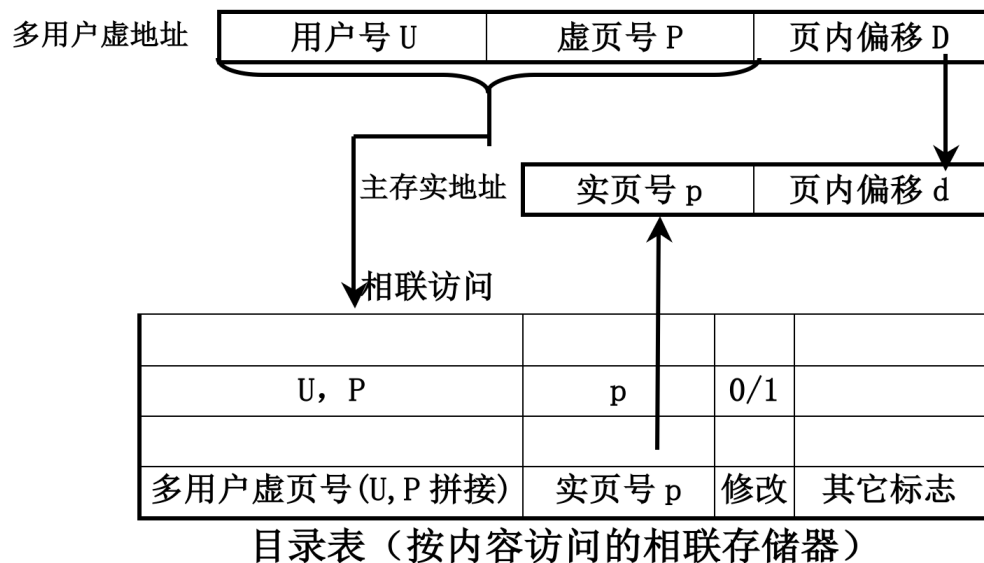 多用户虚地址 用户号 U 虚页号 P 页内偏移 D
主存实地址 实页号 p 页内偏移 d
相联访问
U, P p 0/1
多用户虚页号(U,P 拼接) 实页号 p 修改 其它标志
目录表（按内容访问的相联存储器）